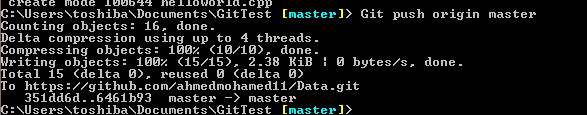 create mode 100644 helloworld.cpp
C:\Users\toshiba\Documents\GitTest [master]> Git push origin master
Counting objects: 16, done.
Delta compression using up to 4 threads.
Compressing objects: 100% (10/10), done.
Writing objects: 100% (15/15), 2.38 KiB | 0 bytes/s, done.
Total 15 (delta 0), reused 0 (delta 0)
To https://github.com/ahmedmohamed11/Data.git
351dd6d..6461b93 master -> master
C:\Users\toshiba\Documents\GitTest [master]>